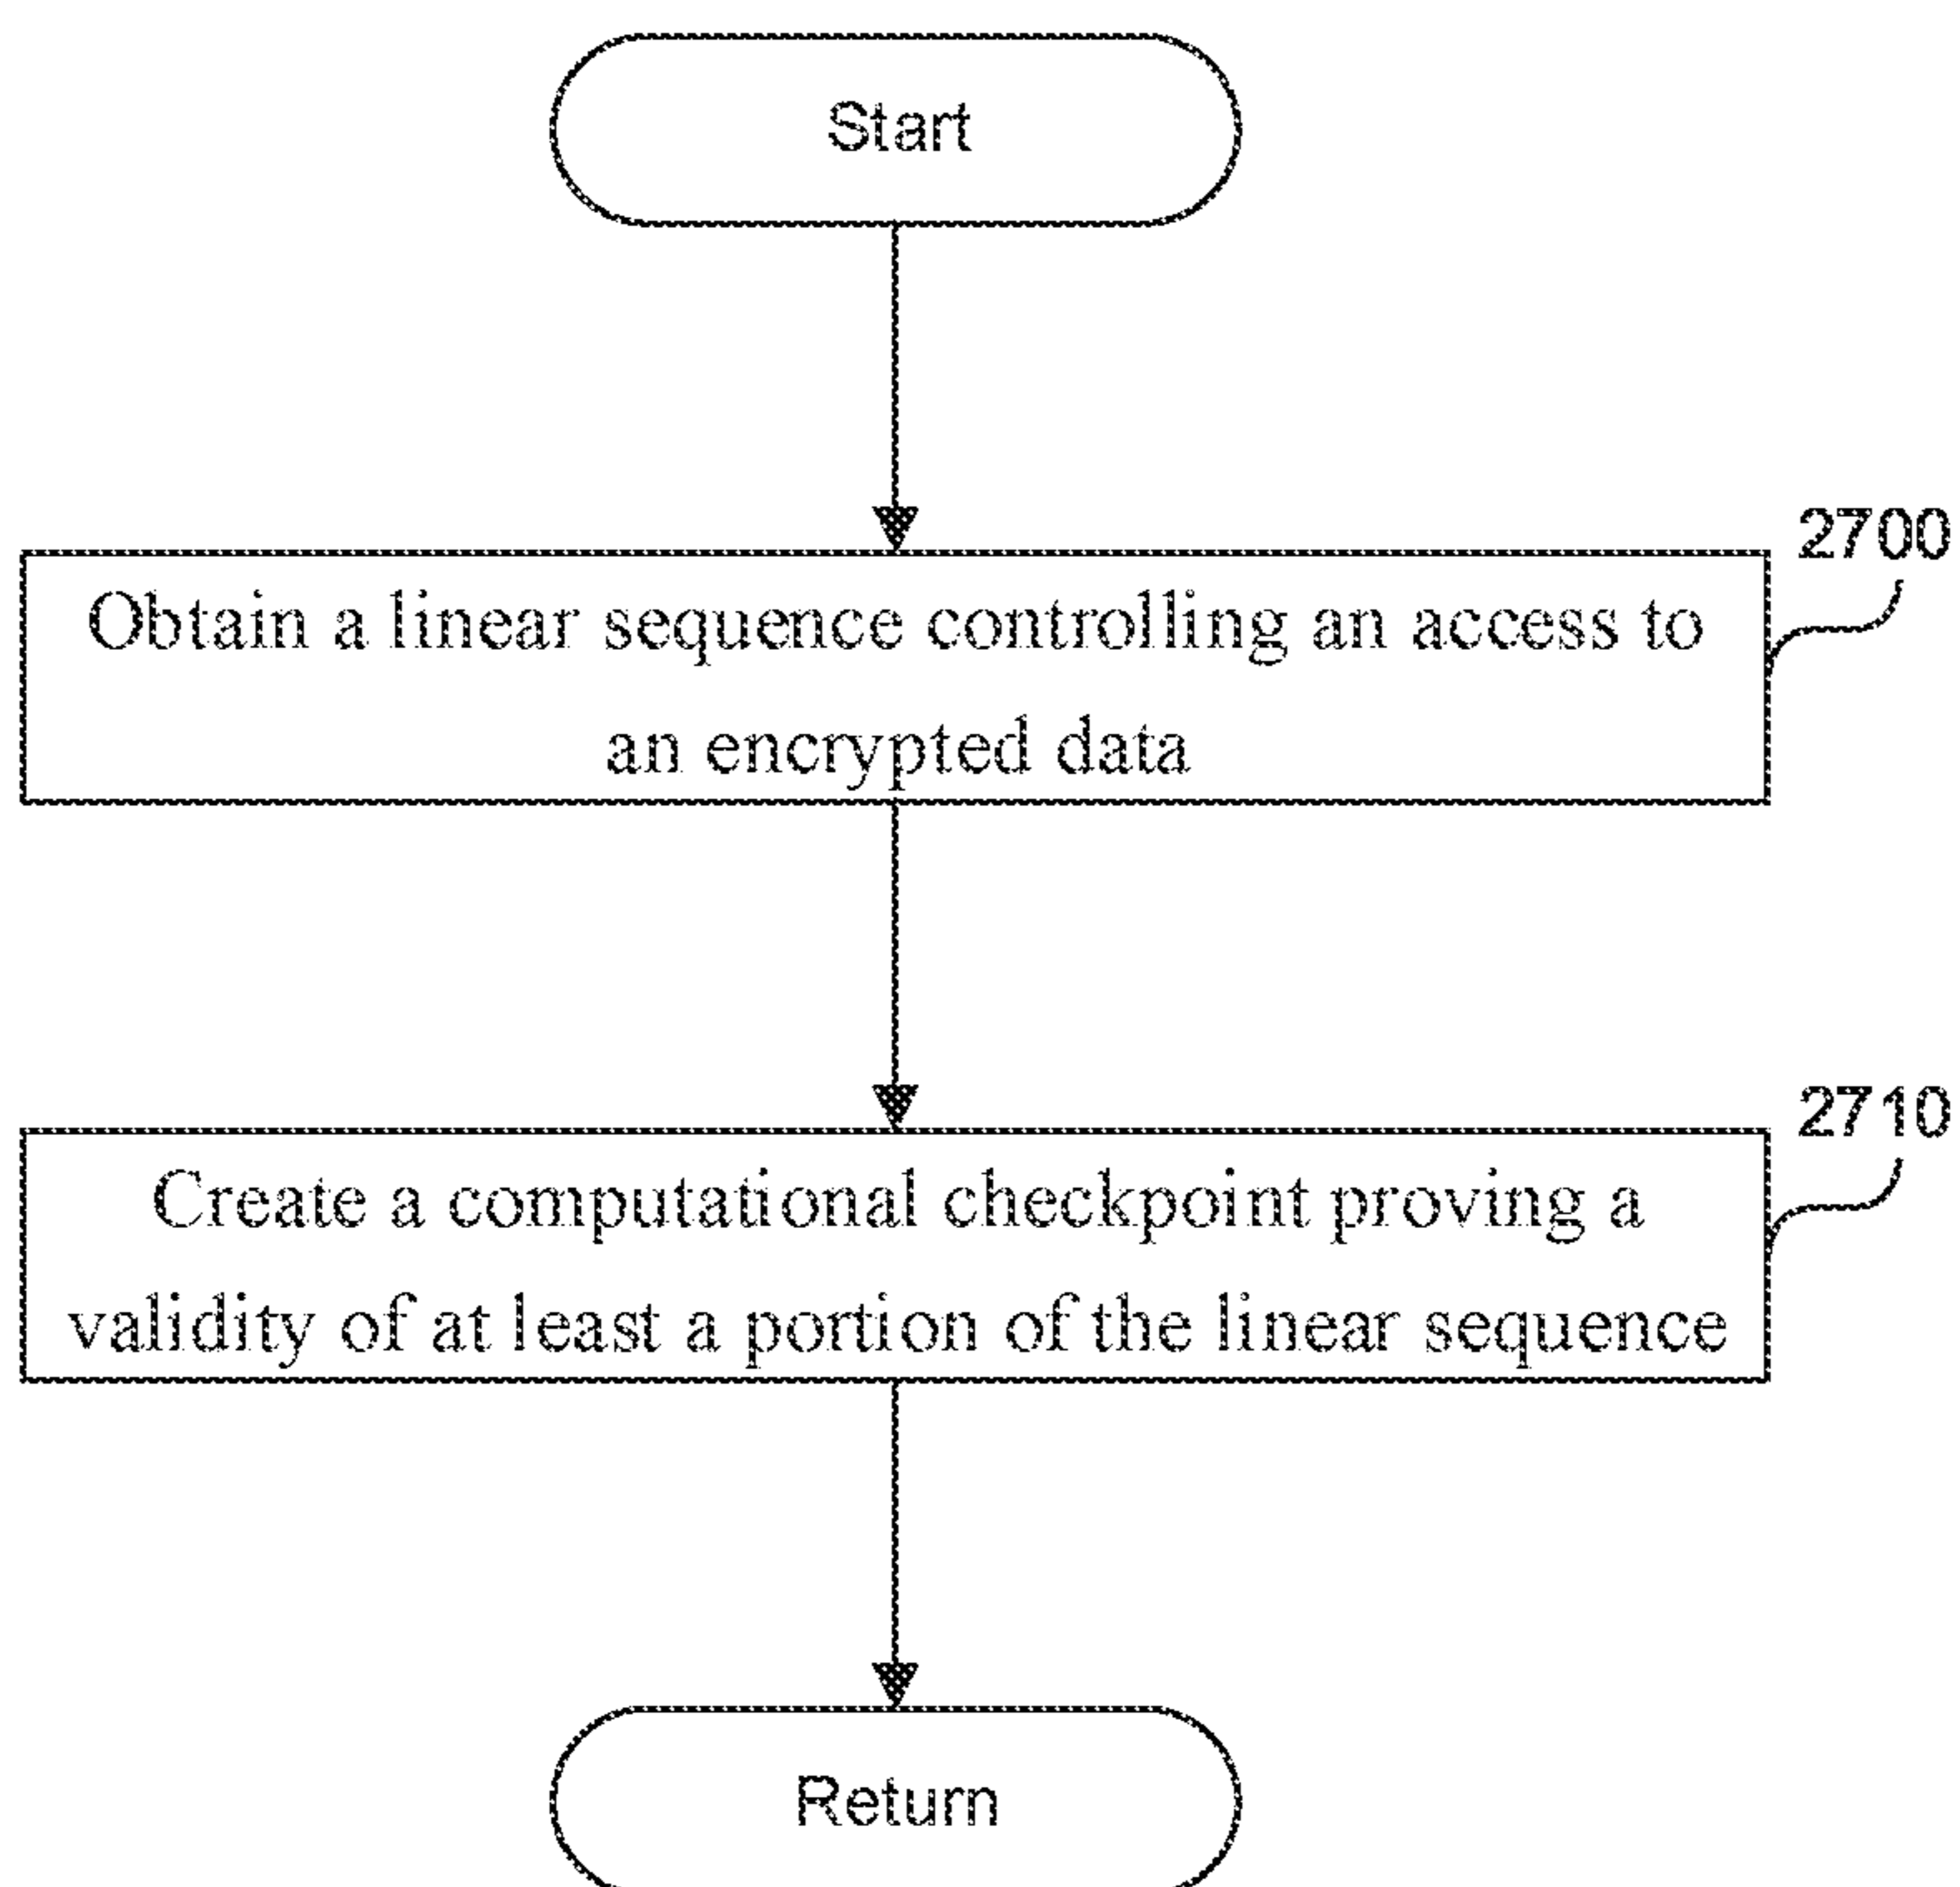 Start
2700
Obtain a linear sequence controlling an access to
an encrypted data
2710
Create a computational checkpoint proving a
validity of at least a portion of the linear sequence
Return